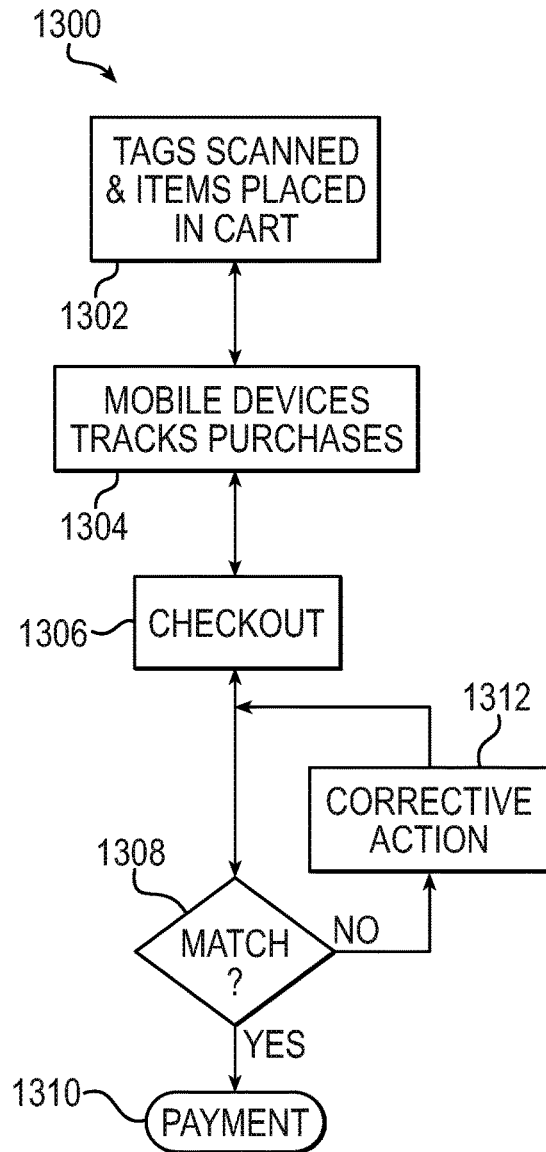 1300
TAGS SCANNED
& ITEMS PLACED
IN CART
1302
MOBILE DEVICES
TRACKS PURCHASES
1304
CHECKOUT
1306
1312
CORRECTIVE
ACTION
1308
MATCH
?
NO
YES
1310
PAYMENT